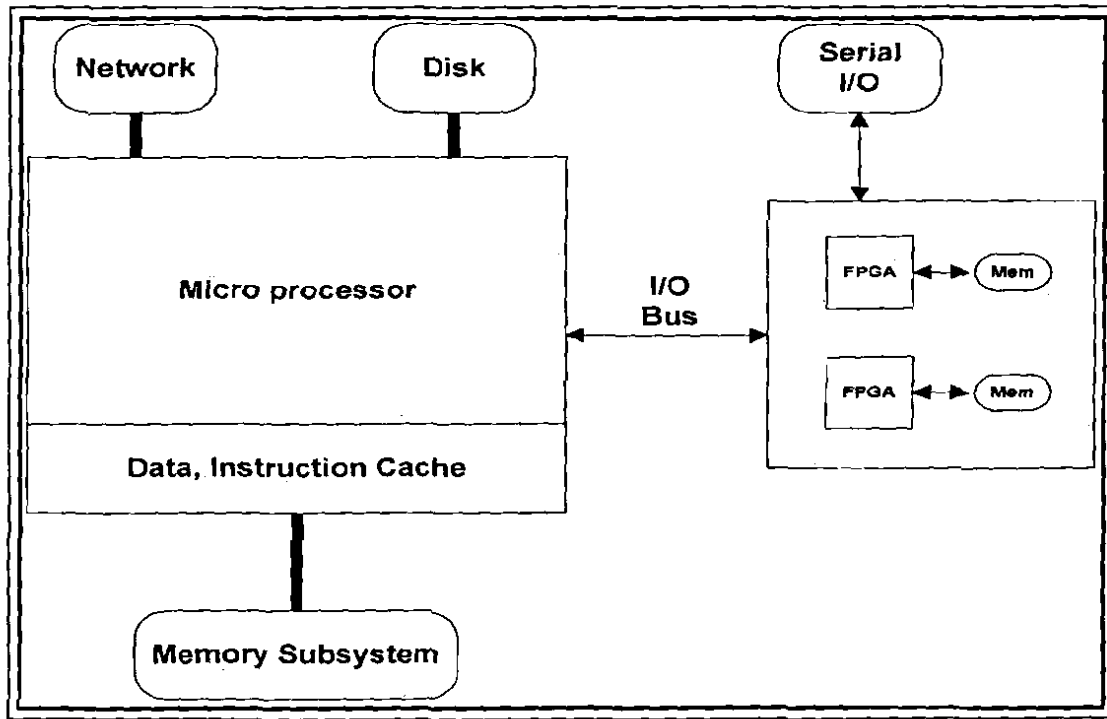 Network
Disk
Serial
I/O
Micro processor
I/O
Bus
FPGA
Mem
FPGA
Mem
Data, Instruction Cache
Memory Subsystem